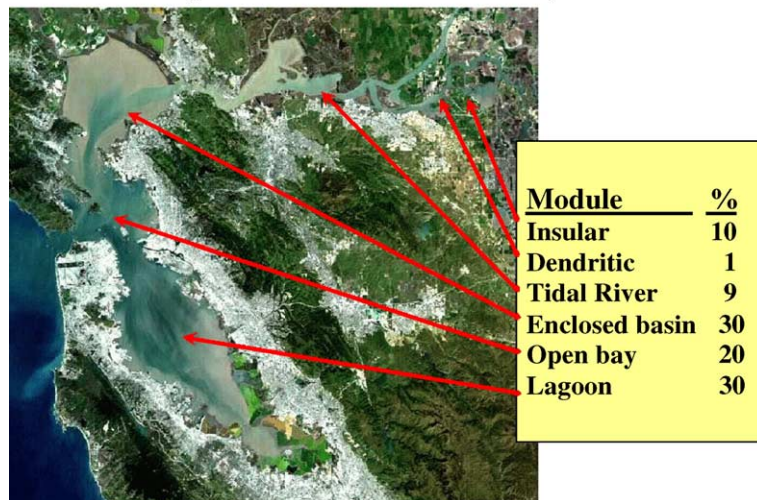 Module %
Insular 10
Dendritic 1
Tidal River 9
Enclosed basin 30
Open bay 20
Lagoon 30